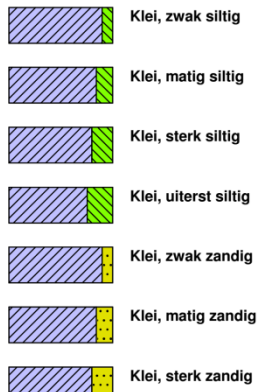 Klei, zwak siltig
Klei, matig siltig
Klei, sterk siltig
Klei, uiterst siltig
Klei, zwak zandig
Klei, matig zandig
Klei, sterk zandig